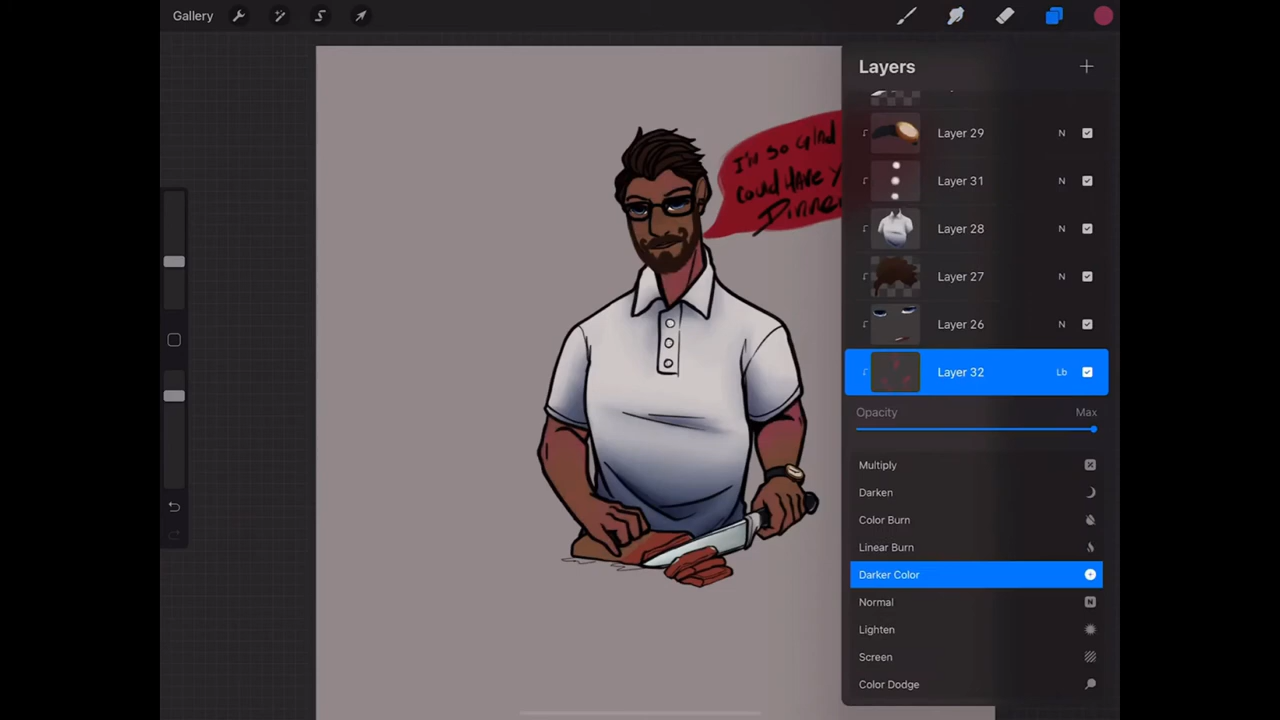 Gallery
Layers
I'm so glad
could Have Y
Dinner
Layer 29 N
Layer 31 N
Layer 28 N
Layer 27 N
Layer 26 N
Layer 32 Lb
Opacity Max
Multiply
Darken
Color Burn
Linear Burn
Darker Color
Normal N
Lighten
Screen
Color Dodge